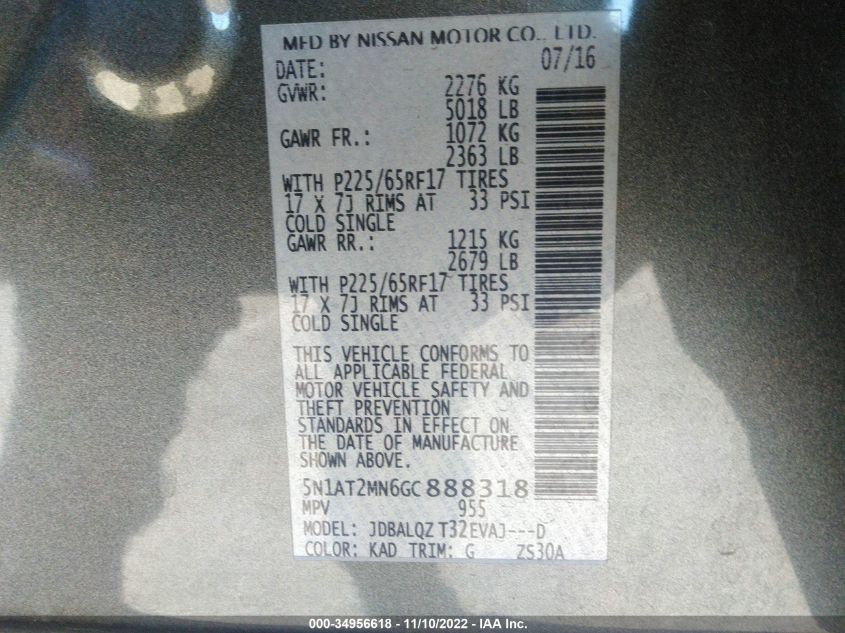 MFD BY NISSAN MOTOR CO., LTD.
DATE: 07/16
GVWR: 2276 KG
5018 LB
GAWR FR.: 1072 KG
2363 LB
WITH P225/65RF17 TIRES
17 X 7J RIMS AT 33 PSI
COLD SINGLE
GAWR RR.: 1215 KG
2679 LB
WITH P225/65RF17 TIRES
17 X 7J RIMS AT 33 PSI
COLD SINGLE
THIS VEHICLE CONFORMS TO
ALL APPLICABLE FEDERAL
MOTOR VEHICLE SAFETY AND
THEFT PREVENTION
STANDARDS IN EFFECT ON
THE DATE OF MANUFACTURE
SHOWN ABOVE.
5N1AT2MN6GC888318
MPV 955
MODEL: JDBALQZ T32EVAJ---D
COLOR: KAD TRIM: G ZS30A
000-34956618 - 11/10/2022 - IAA Inc.